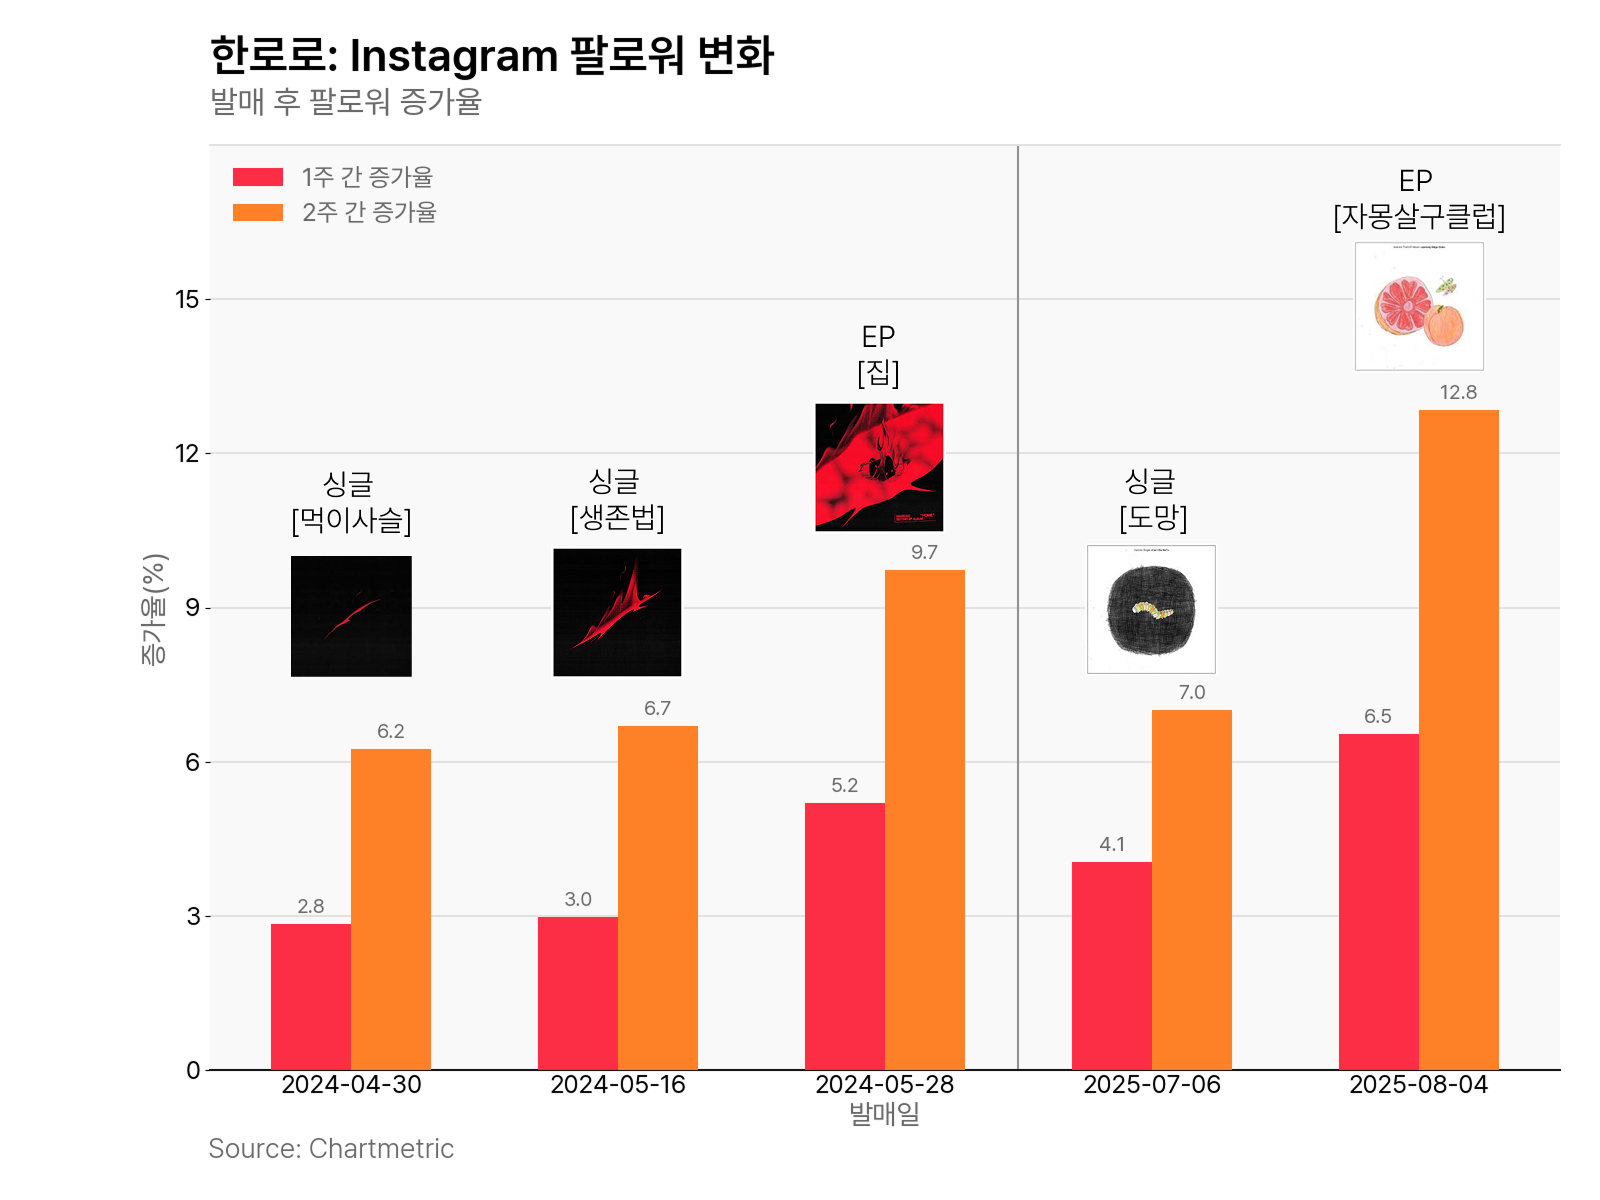 한로로: Instagram 팔로워 변화
발매 후 팔로워 증가율
1주 간 증가율
2주 간 증가율
EP
[자몽살구클럽]
EP
[집]
싱글
[먹이사슬]
싱글
[생존법]
싱글
[도망]
15
12
9
6
3
0
증가율(%)
2.8
6.2
3.0
6.7
5.2
9.7
4.1
7.0
6.5
12.8
2024-04-30
2024-05-16
2024-05-28
2025-07-06
2025-08-04
발매일
Source: Chartmetric